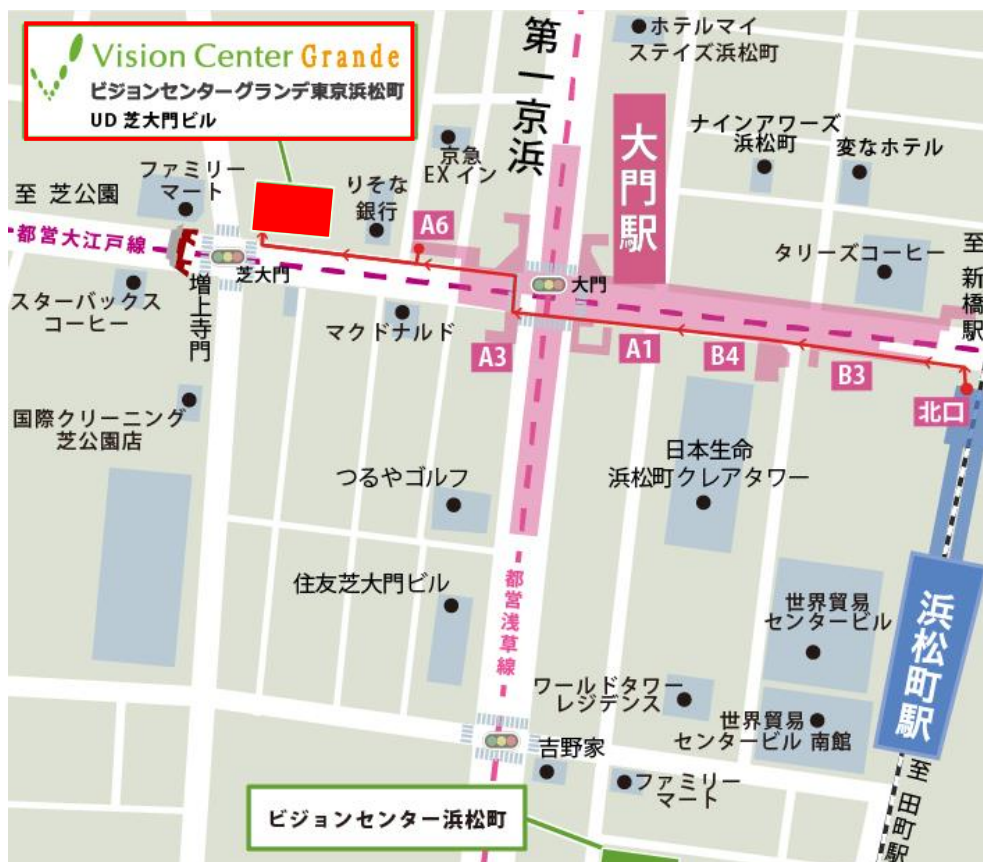 Vision Center Grande
ビジョンセンターグランデ東京浜松町
UD 芝大門ビル
第一京浜
ホテルマイ
ステイズ浜松町
大門駅
ナインアワーズ
浜松町
変なホテル
京急
EXイン
ファミリー
マート
りそな
銀行
至 芝公園
A6
都営大江戸線
タリーズコーヒー
至 新橋駅
芝大門
大門
スターバックス
コーヒー
増上寺門
マクドナルド
A3
A1
B4
B3
北口
国際クリーニング
芝公園店
日本生命
浜松町クレアタワー
つるやゴルフ
都営浅草線
住友芝大門ビル
世界貿易
センタービル
浜松町駅
ワールドタワー
レジデンス
世界貿易
センタービル 南館
吉野家
ファミリー
マート
至 田町駅
ビジョンセンター浜松町